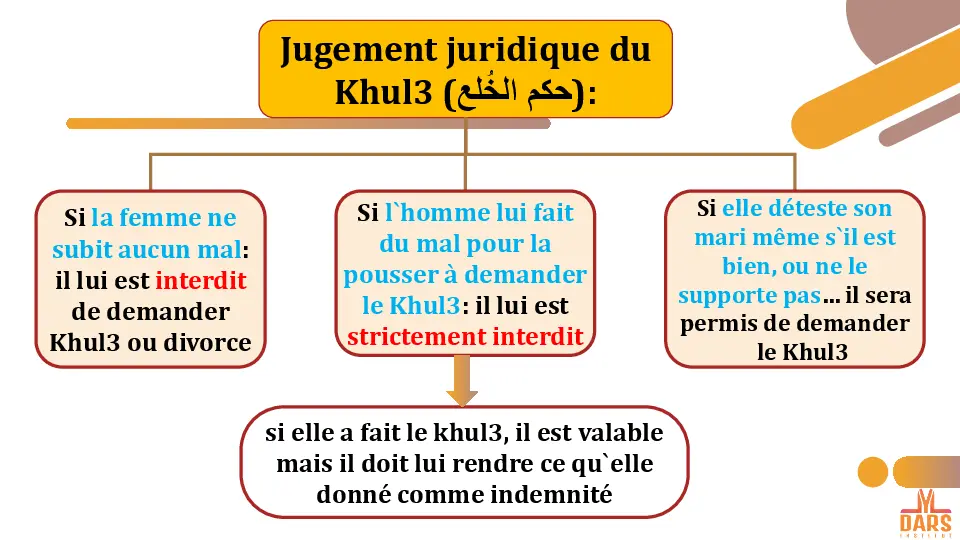 Jugement juridique du
Khul3 (حكم الخُلع):
Si la femme ne
subit aucun mal:
il lui est interdit
de demander
Khul3 ou divorce
Si l`homme lui fait
du mal pour la
pousser à demander
le Khul3: il lui est
strictement interdit
Si elle déteste son
mari même s`il est
bien, ou ne le
supporte pas... il sera
permis de demander
le Khul3
si elle a fait le khul3, il est valable
mais il doit lui rendre ce qu`elle
donné comme indemnité
DARS
INSTITUT